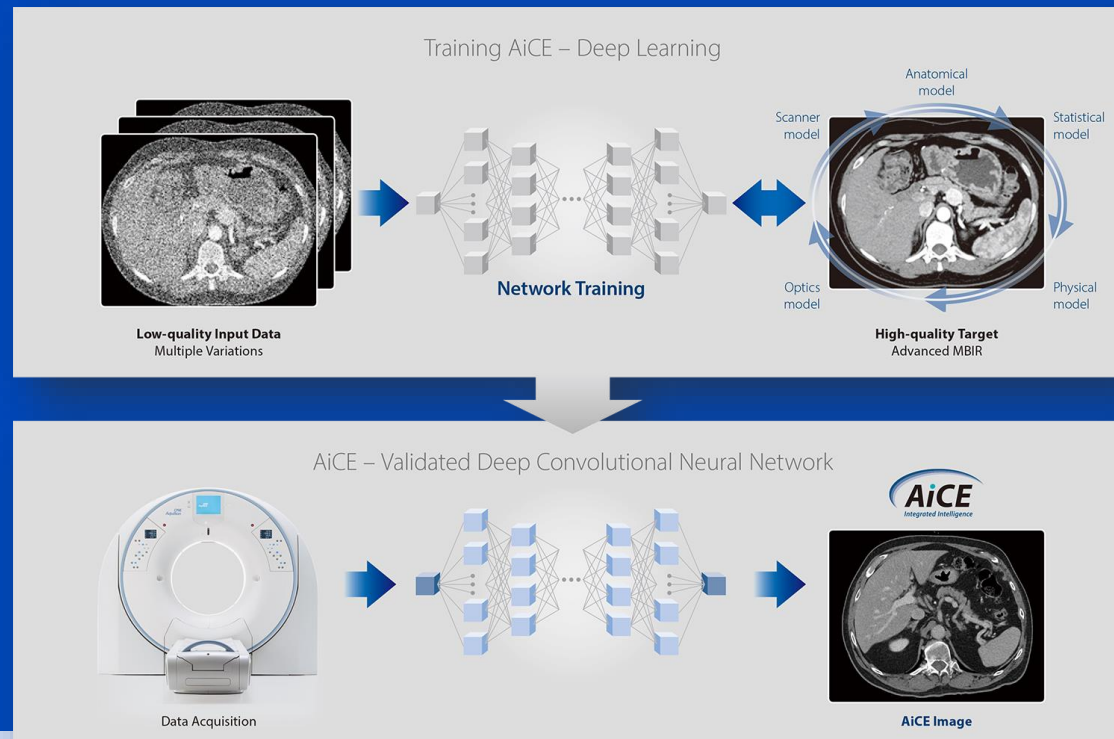 Training AiCE – Deep Learning
Anatomical
model
Scanner
model
Statistical
model
Network Training
Optics
model
Physical
model
Low-quality Input Data
Multiple Variations
High-quality Target
Advanced MBIR
AiCE – Validated Deep Convolutional Neural Network
AiCE
Integrated Intelligence
Data Acquisition
AiCE Image